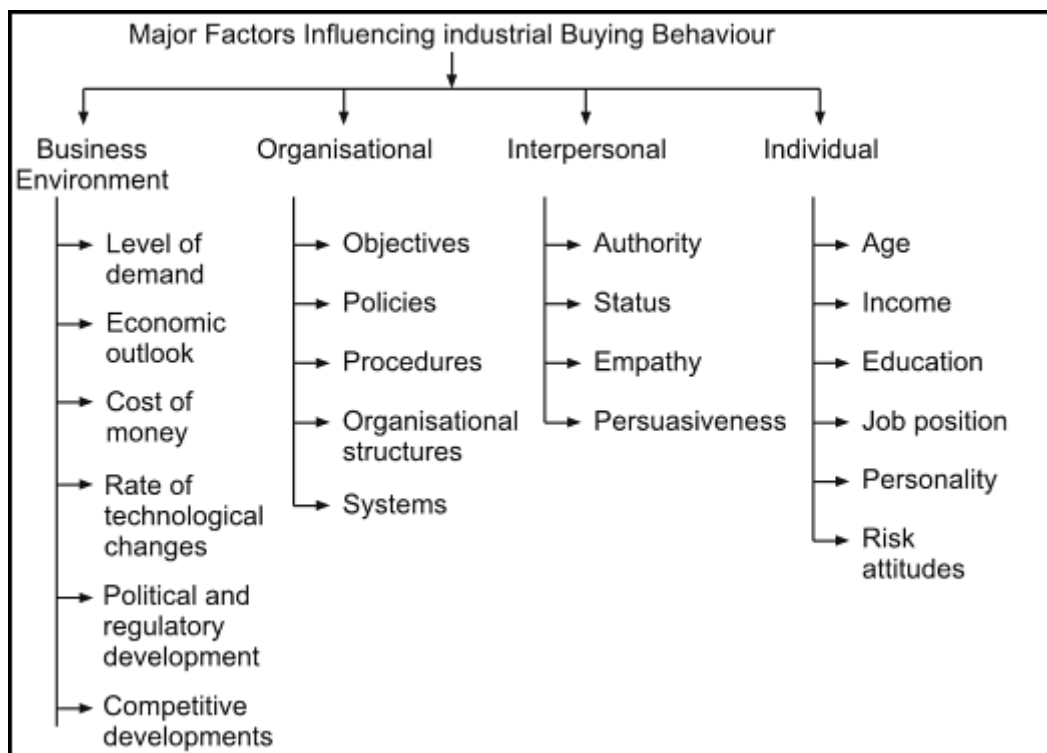 Major Factors Influencing industrial Buying Behaviour
Business
Environment
Level of
demand
Economic
outlook
Cost of
money
Rate of
technological
changes
Political and
regulatory
development
Competitive
developments
Organisational
Objectives
Policies
Procedures
Organisational
structures
Systems
Interpersonal
Authority
Status
Empathy
Persuasiveness
Individual
Age
Income
Education
Job position
Personality
Risk
attitudes